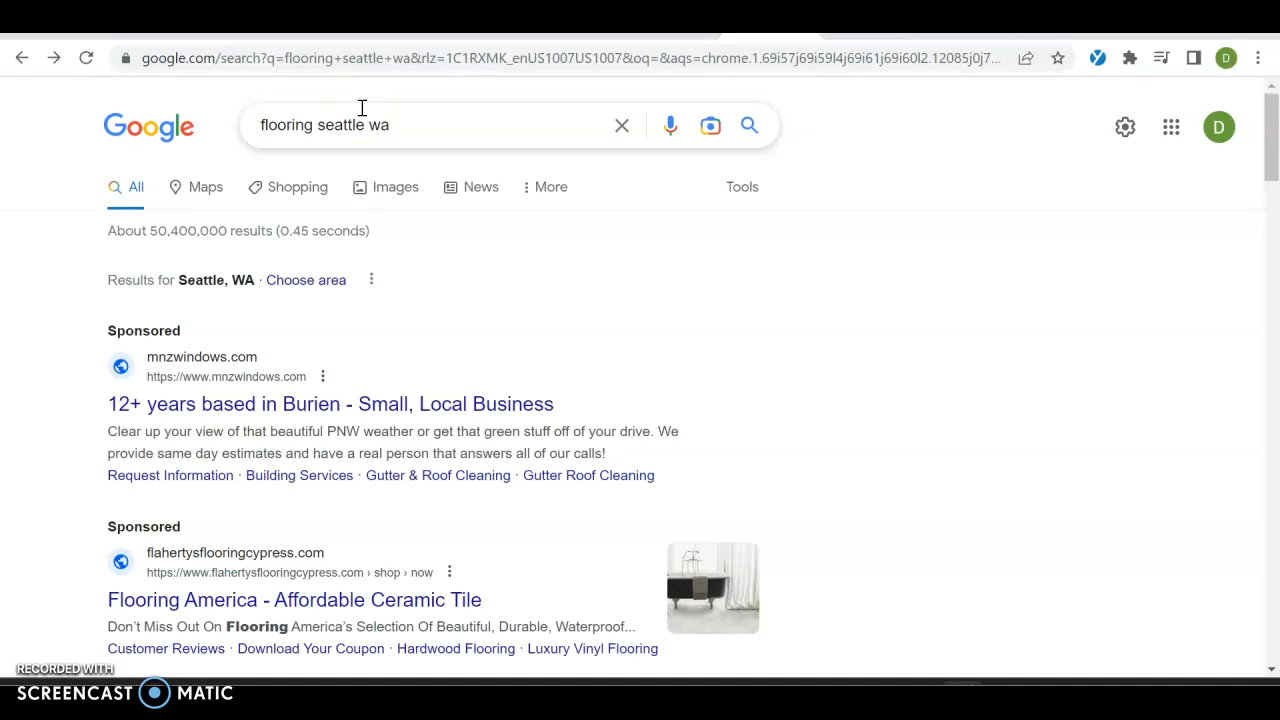 google.com/search?q=flooring+seattle+wa&rlz=1C1RXMK_enUS1007US1007&oq=&aqs=chrome.1.69i57j69i59l4j69i61j69i60l2.12085j0j7...
D
Google
flooring seattle wa
D
All
Maps
Shopping
Images
News
More
Tools
About 50,400,000 results (0.45 seconds)
Results for Seattle, WA · Choose area
Sponsored
mnzwindows.com
https://www.mnzwindows.com
12+ years based in Burien - Small, Local Business
Clear up your view of that beautiful PNW weather or get that green stuff off of your drive. We
provide same day estimates and have a real person that answers all of our calls!
Request Information · Building Services · Gutter & Roof Cleaning · Gutter Roof Cleaning
Sponsored
flahertysflooringcypress.com
https://www.flahertysflooringcypress.com › shop › now
Flooring America - Affordable Ceramic Tile
Don't Miss Out On Flooring America's Selection Of Beautiful, Durable, Waterproof...
Customer Reviews · Download Your Coupon · Hardwood Flooring · Luxury Vinyl Flooring
RECORDED WITH
SCREENCAST MATIC